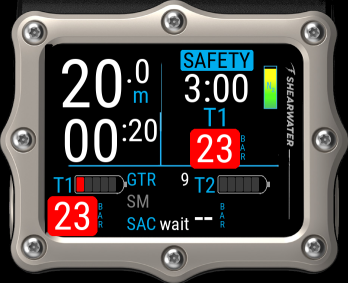 20.0 m
00:20
SAFETY
3:00
T1
23 BAR
N₂
SHEARWATER
T1 GTR 9 T2
23 BAR SM
SAC wait -- BAR